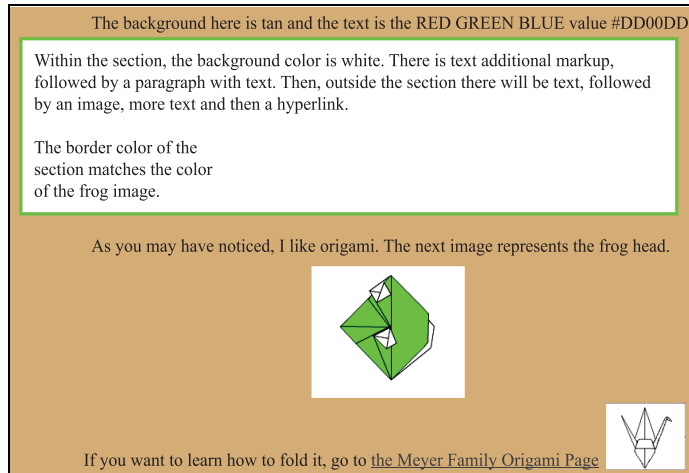 The background here is tan and the text is the RED GREEN BLUE value #DD00DD
Within the section, the background color is white. There is text additional markup,
followed by a paragraph with text. Then, outside the section there will be text, followed
by an image, more text and then a hyperlink.
The border color of the
section matches the color
of the frog image.
As you may have noticed, I like origami. The next image represents the frog head.
If you want to learn how to fold it, go to the Meyer Family Origami Page